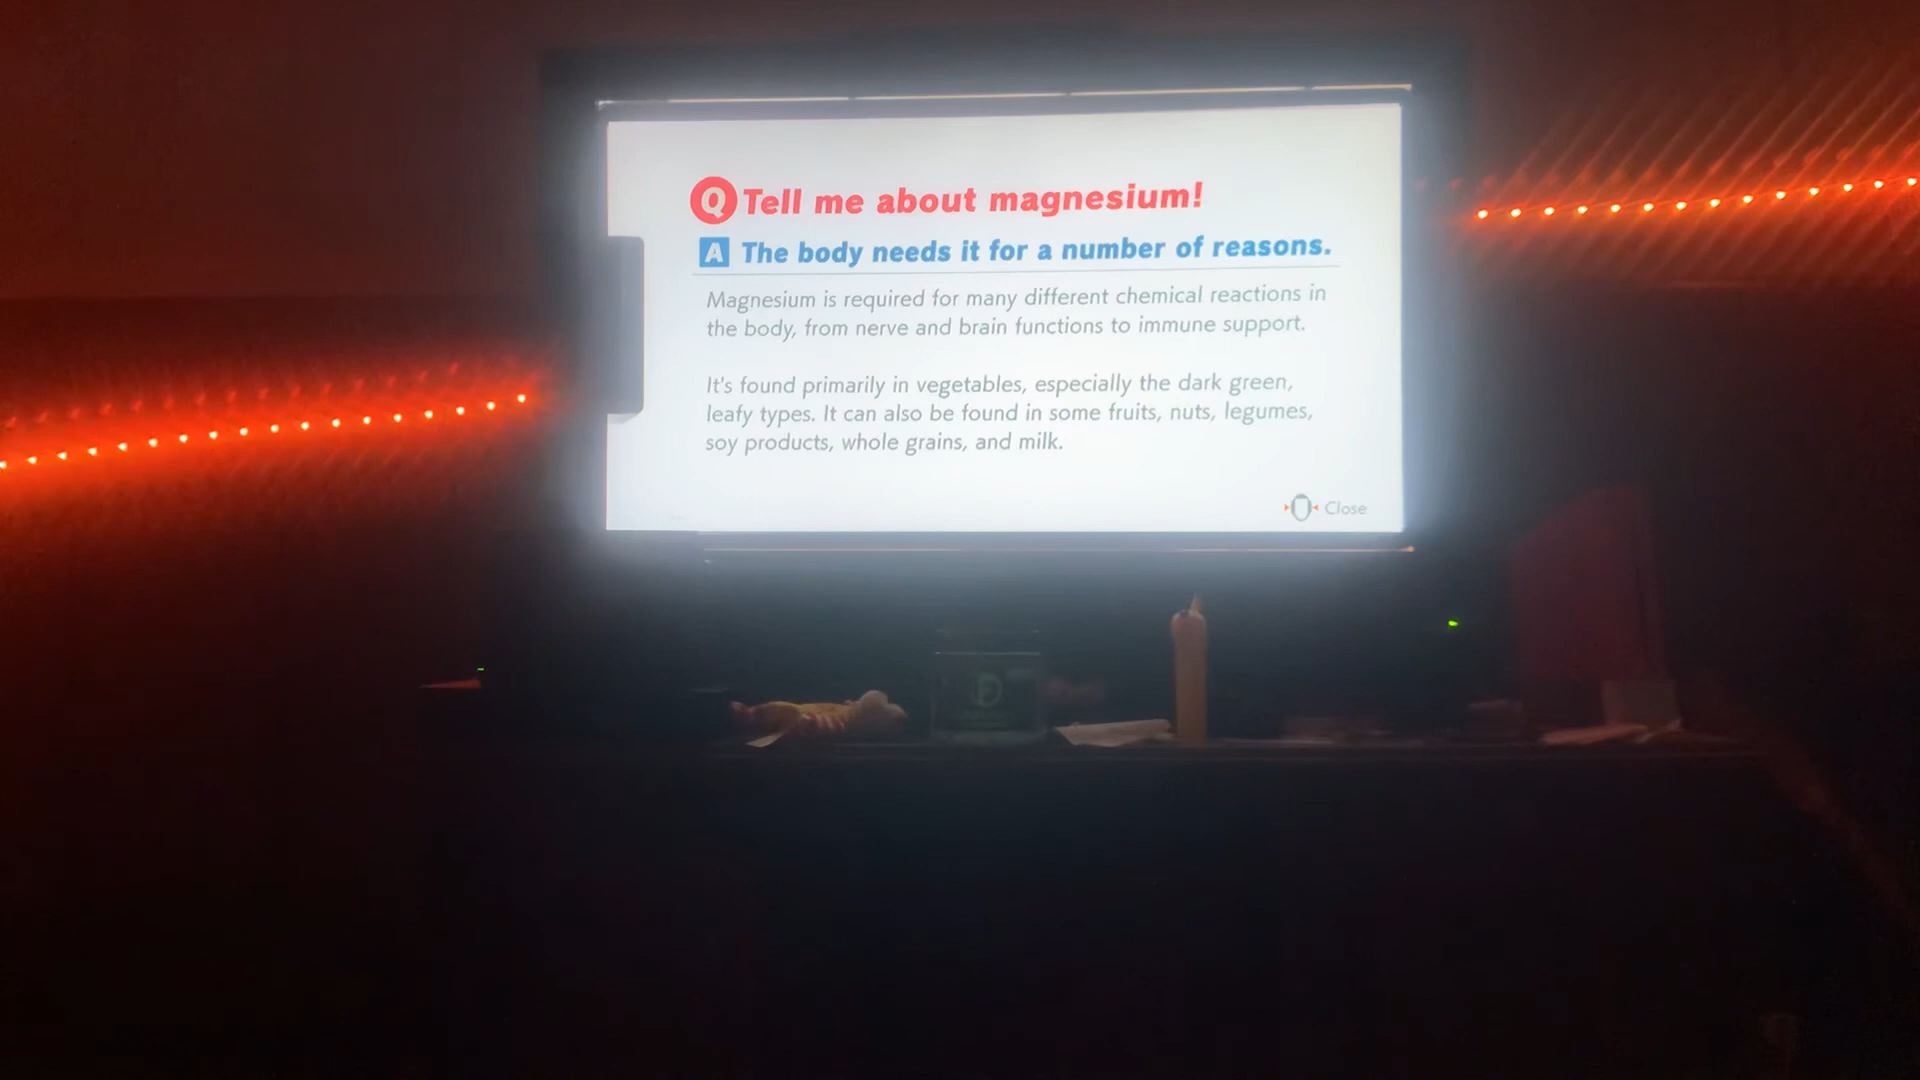 Q Tell me about magnesium!
A The body needs it for a number of reasons.
Magnesium is required for many different chemical reactions in
the body, from nerve and brain functions to immune support.
It's found primarily in vegetables, especially the dark green,
leafy types. It can also be found in some fruits, nuts, legumes,
soy products, whole grains, and milk.
Close